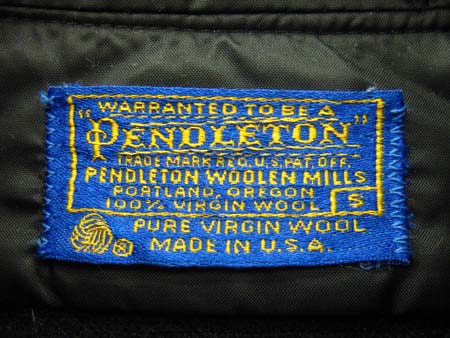 WARRANTED TO BE A
"PENDLETON"
TRADE MARK REG. U.S. PAT. OFF.
PENDLETON WOOLEN MILLS
PORTLAND, OREGON
100% VIRGIN WOOL S
PURE VIRGIN WOOL
® MADE IN U.S.A.